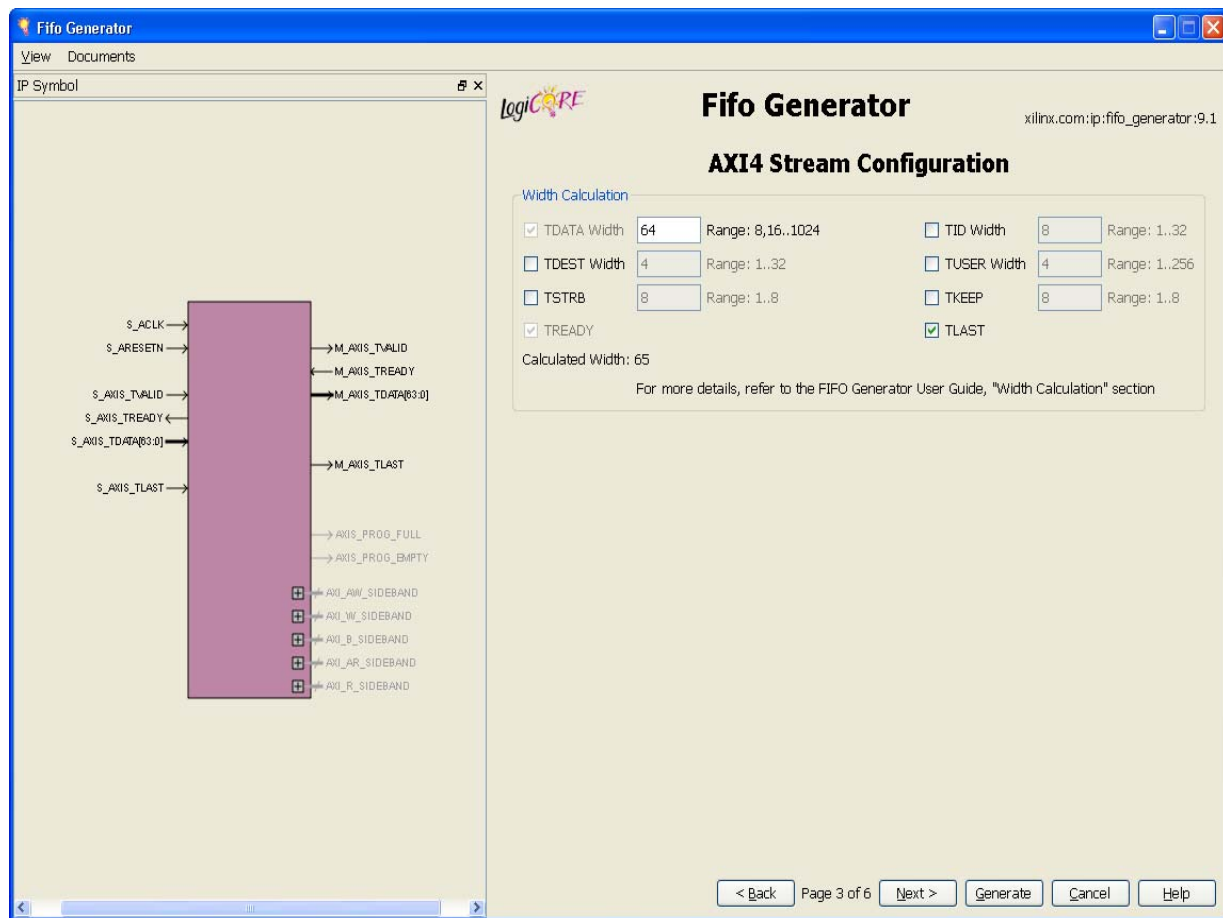 Fifo Generator
View Documents
IP Symbol
S_ACLK
S_ARESETN
M_AXIS_TVALID
M_AXIS_TREADY
S_AXIS_TVALID
M_AXIS_TDATA[63:0]
S_AXIS_TREADY
S_AXIS_TDATA[63:0]
M_AXIS_TLAST
S_AXIS_TLAST
AXIS_PROG_FULL
AXIS_PROG_EMPTY
AXI_AW_SIDEBAND
AXI_W_SIDEBAND
AXI_B_SIDEBAND
AXI_AR_SIDEBAND
AXI_R_SIDEBAND
LogiCORE
Fifo Generator
xilinx.com:ip:fifo_generator:9.1
AXI4 Stream Configuration
Width Calculation
TDATA Width 64 Range: 8,16..1024 TID Width 8 Range: 1..32
TDEST Width 4 Range: 1..32 TUSER Width 4 Range: 1..256
TSTRB 8 Range: 1..8 TKEEP 8 Range: 1..8
TREADY TLAST
Calculated Width: 65
For more details, refer to the FIFO Generator User Guide, "Width Calculation" section
< Back Page 3 of 6 Next > Generate Cancel Help